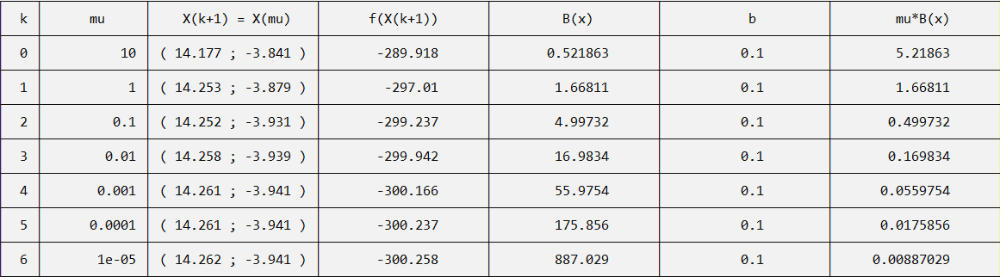 k mu X(k+1) = X(mu) f(X(k+1)) B(x) b mu*B(x)
0 10 ( 14.177 ; -3.841 ) -289.918 0.521863 0.1 5.21863
1 1 ( 14.253 ; -3.879 ) -297.01 1.66811 0.1 1.66811
2 0.1 ( 14.252 ; -3.931 ) -299.237 4.99732 0.1 0.499732
3 0.01 ( 14.258 ; -3.939 ) -299.942 16.9834 0.1 0.169834
4 0.001 ( 14.261 ; -3.941 ) -300.166 55.9754 0.1 0.0559754
5 0.0001 ( 14.261 ; -3.941 ) -300.237 175.856 0.1 0.0175856
6 1e-05 ( 14.262 ; -3.941 ) -300.258 887.029 0.1 0.00887029